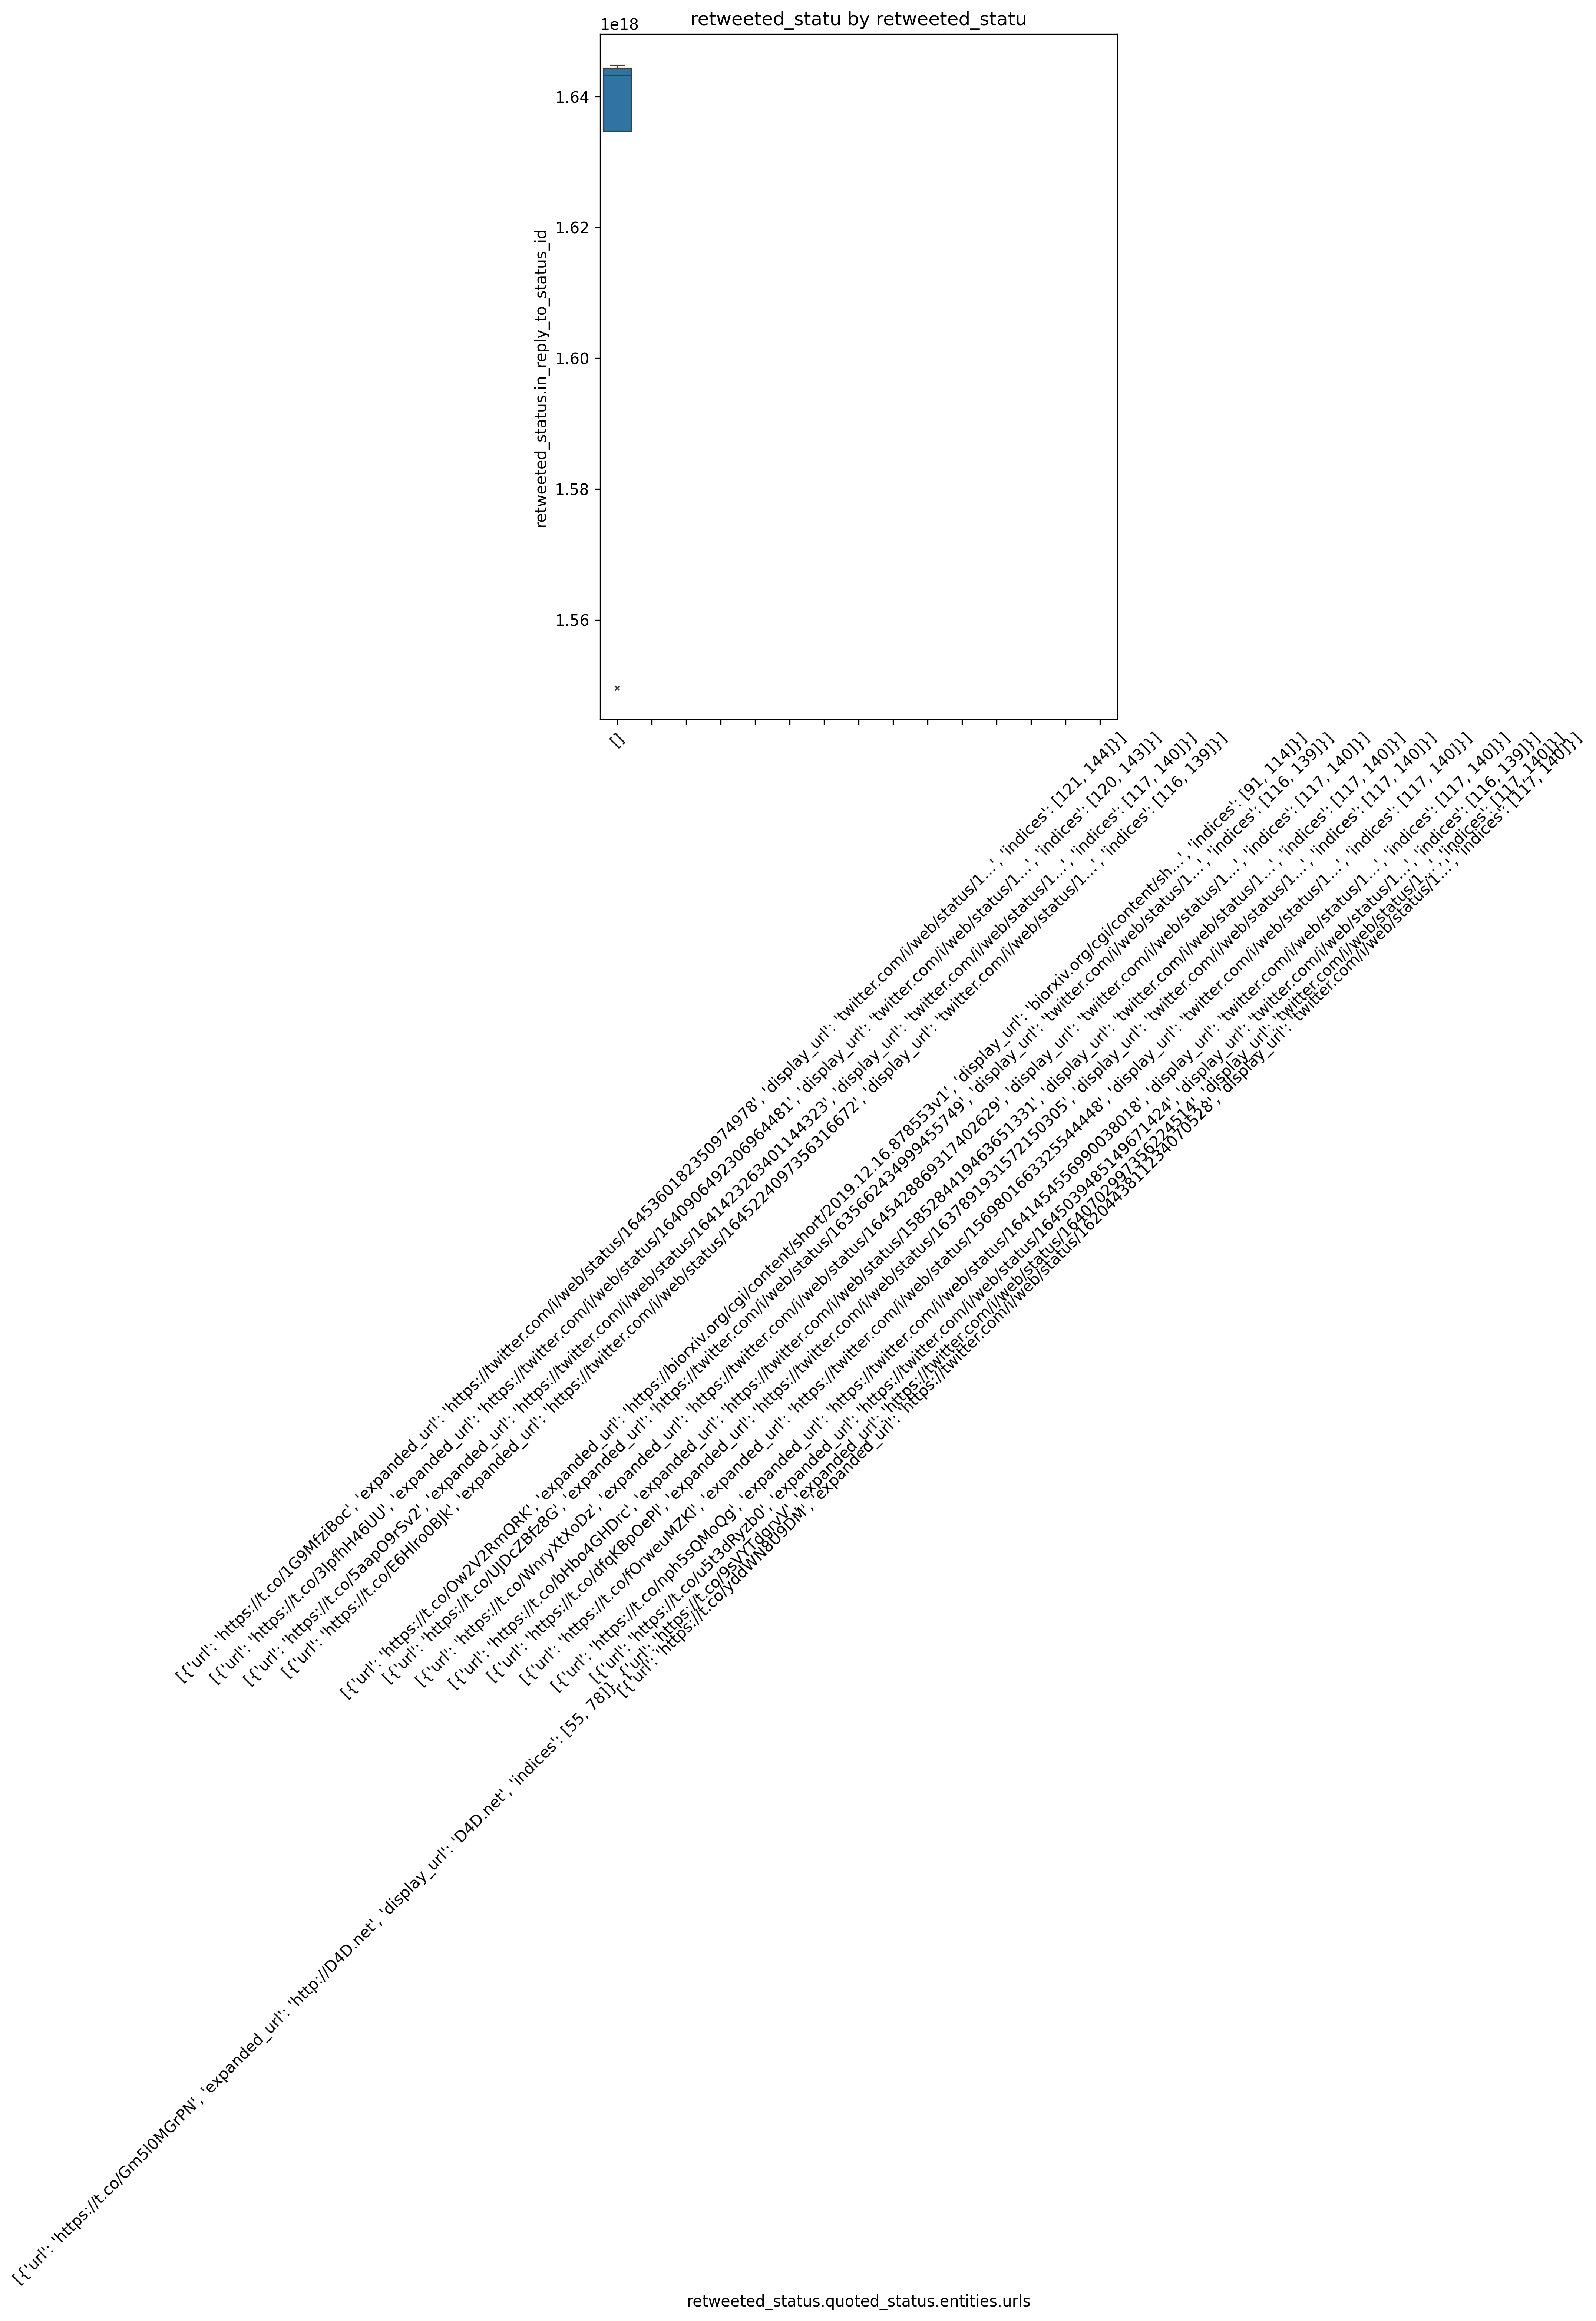 retweeted_statu by retweeted_statu
1e18
1.64
1.62
1.60
1.58
1.56
retweeted_status.in_reply_to_status_id
[]
[{'url': 'https://t.co/1G9MfziBoc', 'expanded_url': 'https://twitter.com/i/web/status/1645360182350974978', 'display_url': 'twitter.com/i/web/status/1…', 'indices': [121, 144]}]
[{'url': 'https://t.co/3lpfhH46UU', 'expanded_url': 'https://twitter.com/i/web/status/1640906492306964481', 'display_url': 'twitter.com/i/web/status/1…', 'indices': [120, 143]}]
[{'url': 'https://t.co/5aapO9rSv2', 'expanded_url': 'https://twitter.com/i/web/status/1641423263401144323', 'display_url': 'twitter.com/i/web/status/1…', 'indices': [117, 140]}]
[{'url': 'https://t.co/E6Hlro0BJk', 'expanded_url': 'https://twitter.com/i/web/status/1645224097356316672', 'display_url': 'twitter.com/i/web/status/1…', 'indices': [116, 139]}]
[{'url': 'https://t.co/Gm5l0MGrPN', 'expanded_url': 'http://D4D.net', 'display_url': 'D4D.net', 'indices': [55, 78]},
{'url': 'https://t.co/Ow2V2RmQRK', 'expanded_url': 'https://biorxiv.org/cgi/content/short/2019.12.16.878553v1', 'display_url': 'biorxiv.org/cgi/content/sh…', 'indices': [91, 114]}]
[{'url': 'https://t.co/UJDcZBfz8G', 'expanded_url': 'https://twitter.com/i/web/status/1635662434999455749', 'display_url': 'twitter.com/i/web/status/1…', 'indices': [116, 139]}]
[{'url': 'https://t.co/WnryXtXoDz', 'expanded_url': 'https://twitter.com/i/web/status/1645428869317402629', 'display_url': 'twitter.com/i/web/status/1…', 'indices': [117, 140]}]
[{'url': 'https://t.co/bHbo4GHDrc', 'expanded_url': 'https://twitter.com/i/web/status/1585284419463651331', 'display_url': 'twitter.com/i/web/status/1…', 'indices': [117, 140]}]
[{'url': 'https://t.co/dfqKBpOePl', 'expanded_url': 'https://twitter.com/i/web/status/1637891931572150305', 'display_url': 'twitter.com/i/web/status/1…', 'indices': [117, 140]}]
[{'url': 'https://t.co/fOrweuMZKl', 'expanded_url': 'https://twitter.com/i/web/status/1569801663325544448', 'display_url': 'twitter.com/i/web/status/1…', 'indices': [117, 140]}]
[{'url': 'https://t.co/nph5sQMoQg', 'expanded_url': 'https://twitter.com/i/web/status/1641454556990038018', 'display_url': 'twitter.com/i/web/status/1…', 'indices': [117, 140]}]
[{'url': 'https://t.co/u5t3dRyzb0', 'expanded_url': 'https://twitter.com/i/web/status/1645039485149671424', 'display_url': 'twitter.com/i/web/status/1…', 'indices': [116, 139]}]
'expanded_url': 'https://twitter.com/i/web/status/1640702997356224514', 'display_url': 'twitter.com/i/web/status/1…', 'indices': [117, 140]}]
[{'url': 'https://t.co/yddWN8U9DM', 'expanded_url': 'https://twitter.com/i/web/status/1620443811234070528', 'display_url': 'twitter.com/i/web/status/1…', 'indices': [117, 140]}]
retweeted_status.quoted_status.entities.urls